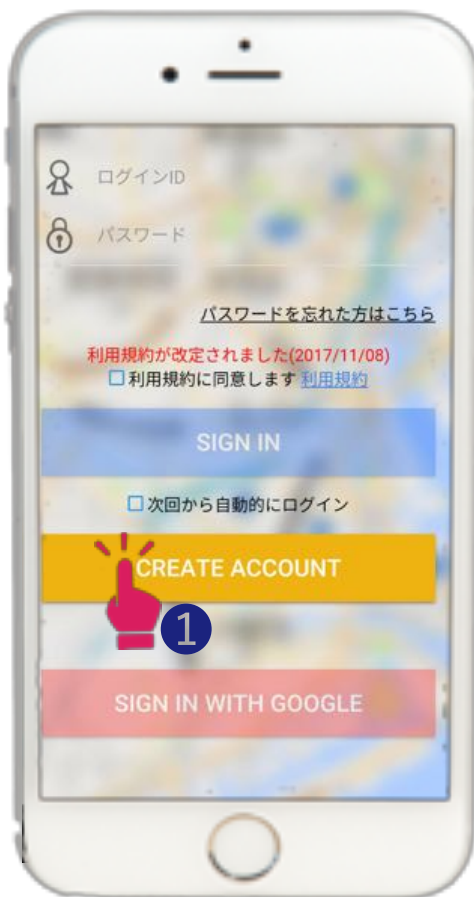 ログインID
パスワード
パスワードを忘れた方はこちら
利用規約が改定されました(2017/11/08)
利用規約に同意します 利用規約
SIGN IN
次回から自動的にログイン
CREATE ACCOUNT
1
SIGN IN WITH GOOGLE